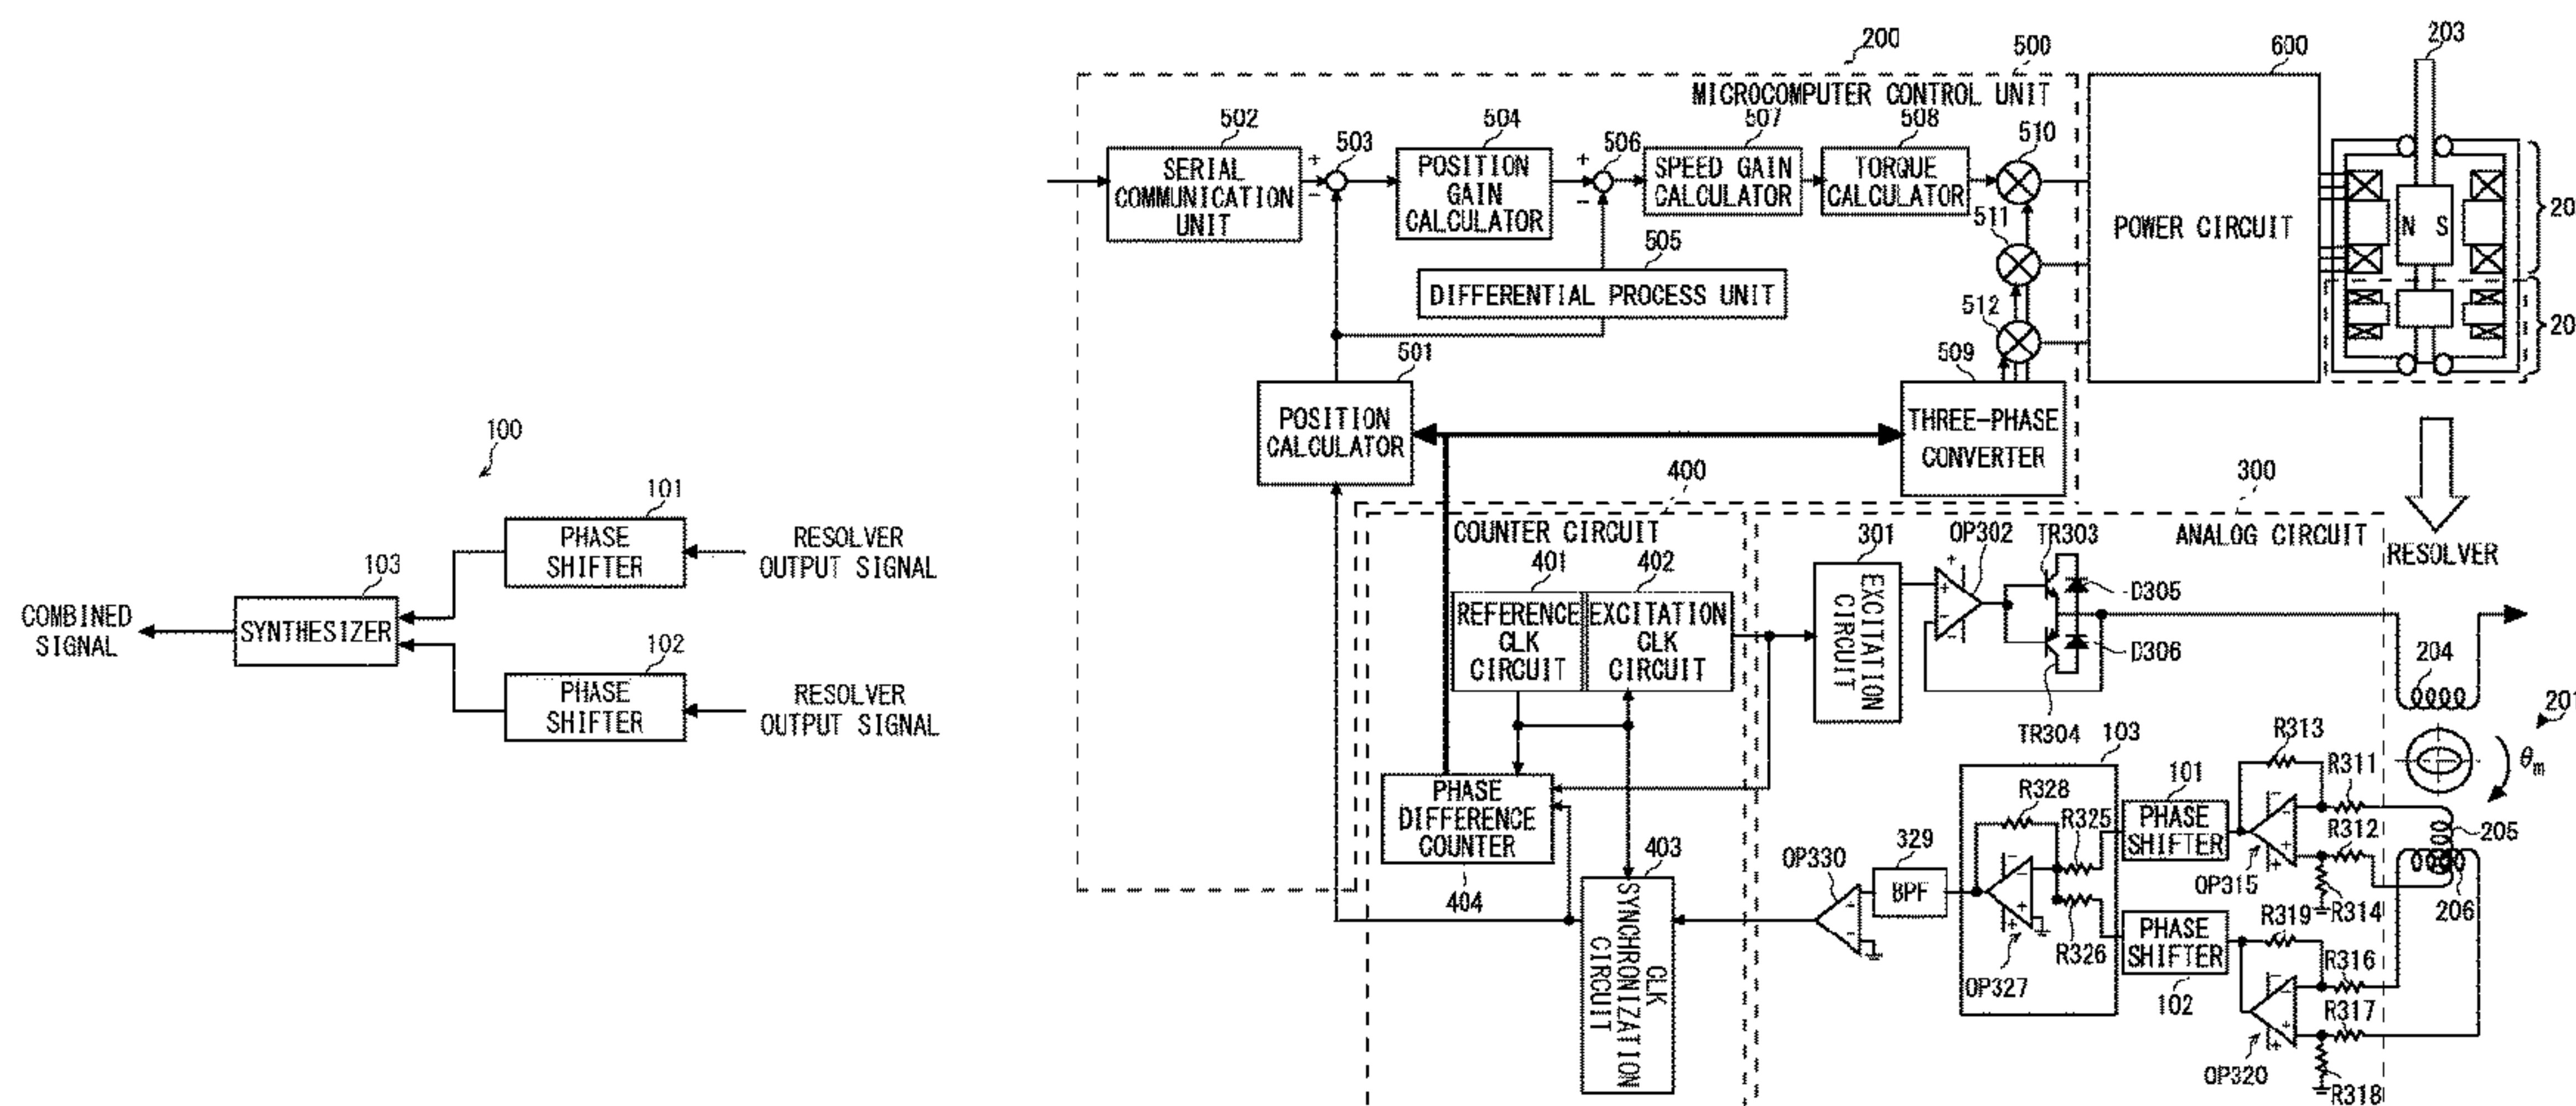 100
101
PHASE
SHIFTER
RESOLVER
OUTPUT SIGNAL
103
SYNTHESIZER
COMBINED
SIGNAL
102
PHASE
SHIFTER
RESOLVER
OUTPUT SIGNAL
200
500
MICROCOMPUTER CONTROL UNIT
502
SERIAL
COMMUNICATION
UNIT
+
-
503
504
POSITION
GAIN
CALCULATOR
+
-
506
507
SPEED GAIN
CALCULATOR
508
TORQUE
CALCULATOR
510
511
512
505
DIFFERENTIAL PROCESS UNIT
501
POSITION
CALCULATOR
509
THREE-PHASE
CONVERTER
600
POWER CIRCUIT
203
N S
20
20
RESOLVER
400
COUNTER CIRCUIT
401
REFERENCE
CLK
CIRCUIT
402
EXCITATION
CLK
CIRCUIT
PHASE
DIFFERENCE
COUNTER
404
403
CLK
SYNCHRONIZATION
CIRCUIT
300
ANALOG CIRCUIT
301
EXCITATION
CIRCUIT
OP302
+
+
-
-
TR303
D305
D306
TR304
204
201
θm
205
206
103
R328
R325
R326
OP327
-
-
+
+
329
BPF
OP330
-
-
101
PHASE
SHIFTER
102
PHASE
SHIFTER
R313
R311
R312
R314
OP315
-
-
+
+
R319
R316
R317
R318
OP320
-
-
+
+